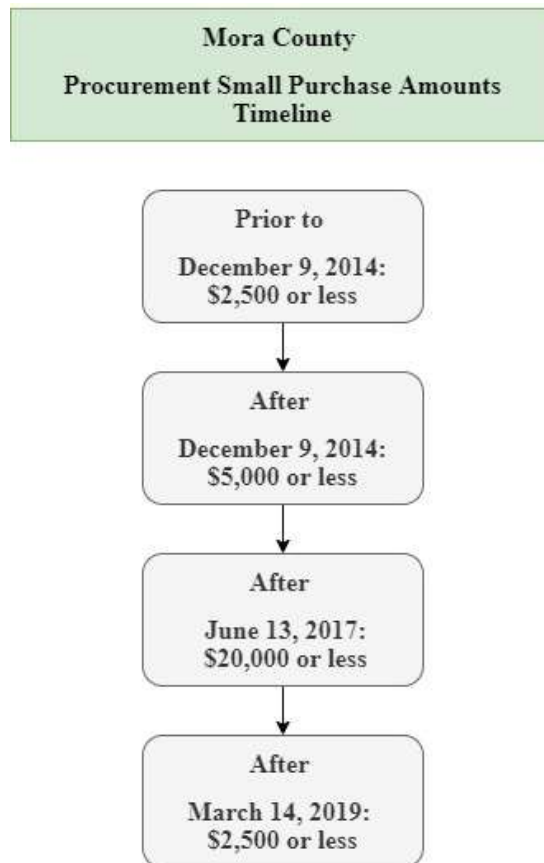 Mora County
Procurement Small Purchase Amounts
Timeline
Prior to
December 9, 2014:
$2,500 or less
After
December 9, 2014:
$5,000 or less
After
June 13, 2017:
$20,000 or less
After
March 14, 2019:
$2,500 or less